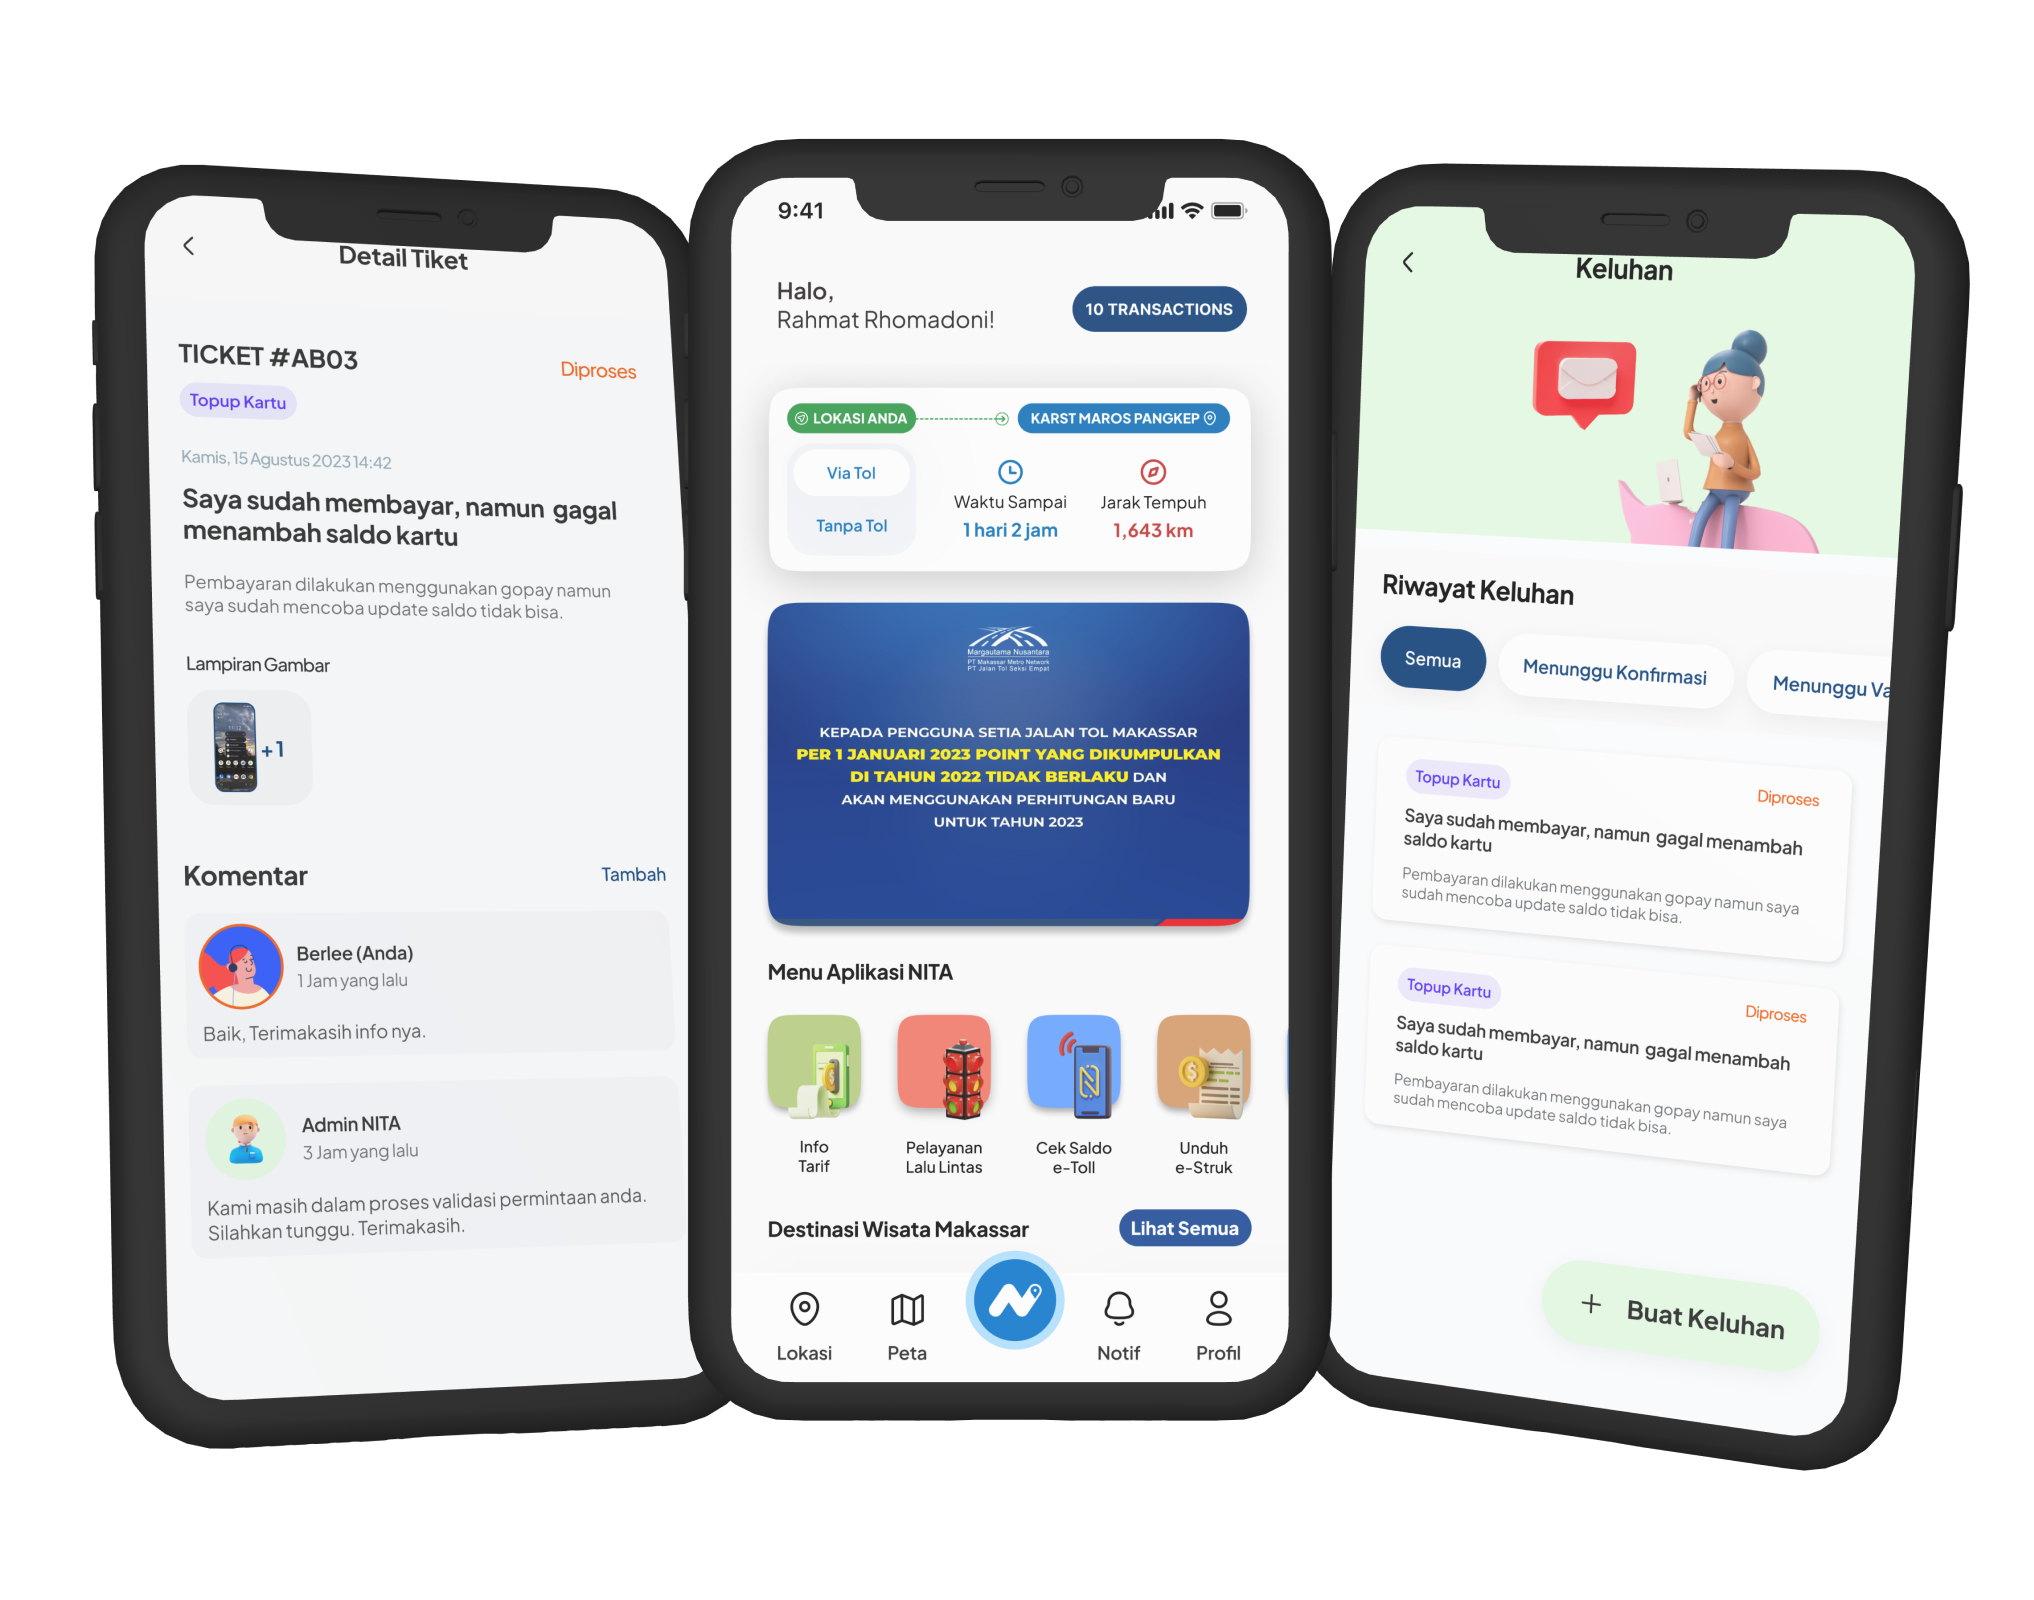 Detail Tiket
TICKET #AB03
Diproses
Topup Kartu
Kamis, 15 Agustus 2023 14:42
Saya sudah membayar, namun gagal
menambah saldo kartu
Pembayaran dilakukan menggunakan gopay namun
saya sudah mencoba update saldo tidak bisa.
Lampiran Gambar
+1
Komentar
Tambah
Berlee (Anda)
1 Jam yang lalu
Baik, Terimakasih info nya.
Admin NITA
3 Jam yang lalu
Kami masih dalam proses validasi permintaan anda.
Silahkan tunggu. Terimakasih.
9:41
Halo,
Rahmat Rhomadoni!
10 TRANSACTIONS
LOKASI ANDA
KARST MAROS PANGKEP
Via Tol
Tanpa Tol
Waktu Sampai
1 hari 2 jam
Jarak Tempuh
1,643 km
Margautama Nusantara
PT Makassar Metro Network
PT Jalan Tol Seksi Empat
KEPADA PENGGUNA SETIA JALAN TOL MAKASSAR
PER 1 JANUARI 2023 POINT YANG DIKUMPULKAN
DI TAHUN 2022 TIDAK BERLAKU DAN
AKAN MENGGUNAKAN PERHITUNGAN BARU
UNTUK TAHUN 2023
Menu Aplikasi NITA
Info
Tarif
Pelayanan
Lalu Lintas
Cek Saldo
e-Toll
Unduh
e-Struk
Destinasi Wisata Makassar
Lihat Semua
Lokasi
Peta
Notif
Profil
Keluhan
Riwayat Keluhan
Semua
Menunggu Konfirmasi
Menunggu Va
Topup Kartu
Diproses
Saya sudah membayar, namun gagal menambah
saldo kartu
Pembayaran dilakukan menggunakan gopay namun saya
sudah mencoba update saldo tidak bisa.
Topup Kartu
Diproses
Saya sudah membayar, namun gagal menambah
saldo kartu
Pembayaran dilakukan menggunakan gopay namun saya
sudah mencoba update saldo tidak bisa.
+ Buat Keluhan